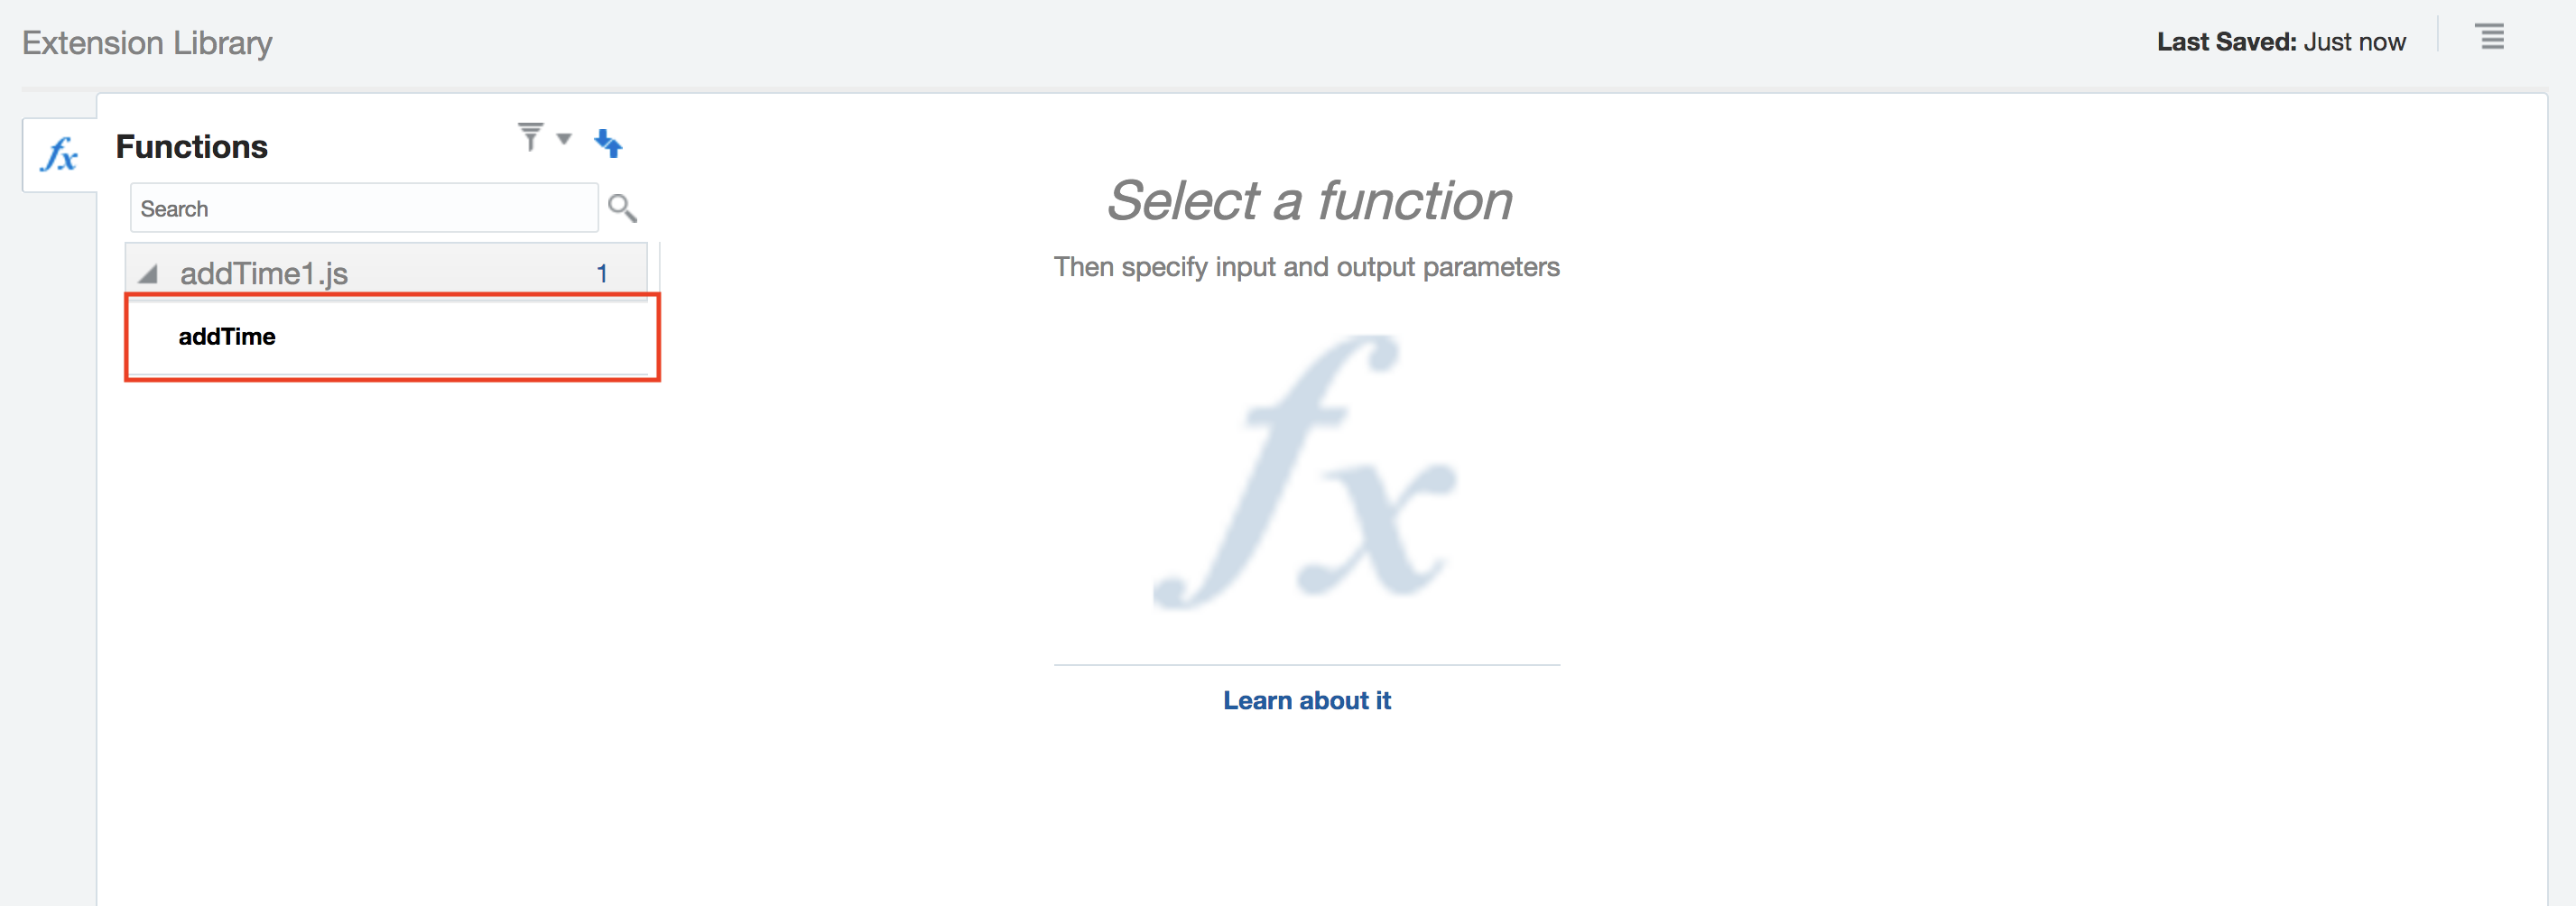 Extension Library
Last Saved: Just now
fx
Functions
Search
addTime1.js 1
addTime
Select a function
Then specify input and output parameters
fx
Learn about it